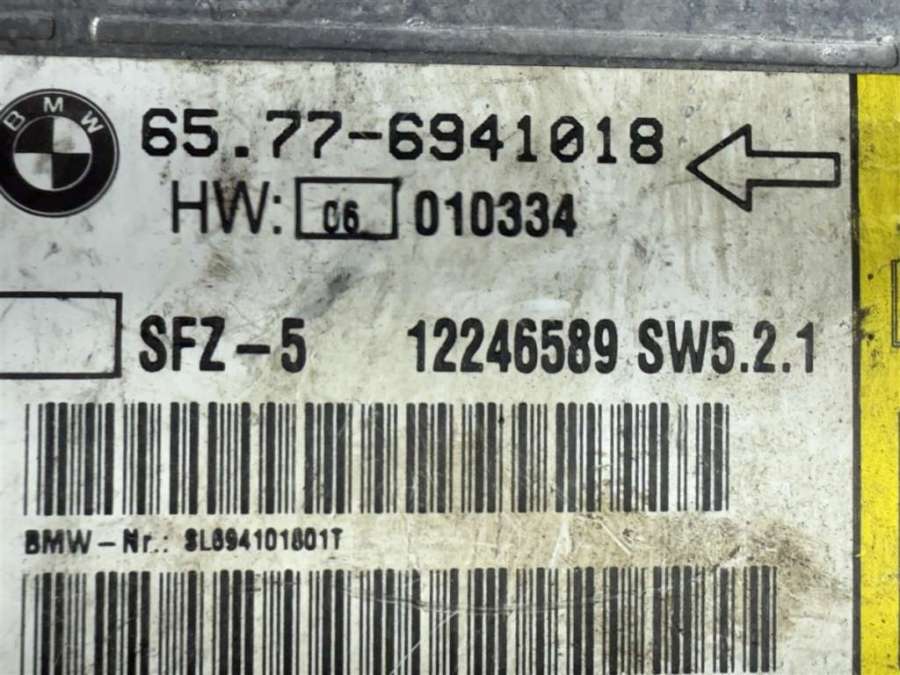 BMW
65.77-6941018
HW: 06 010334
SFZ-5 12246589 SW5.2.1
BMW-Nr.: SL694101801T